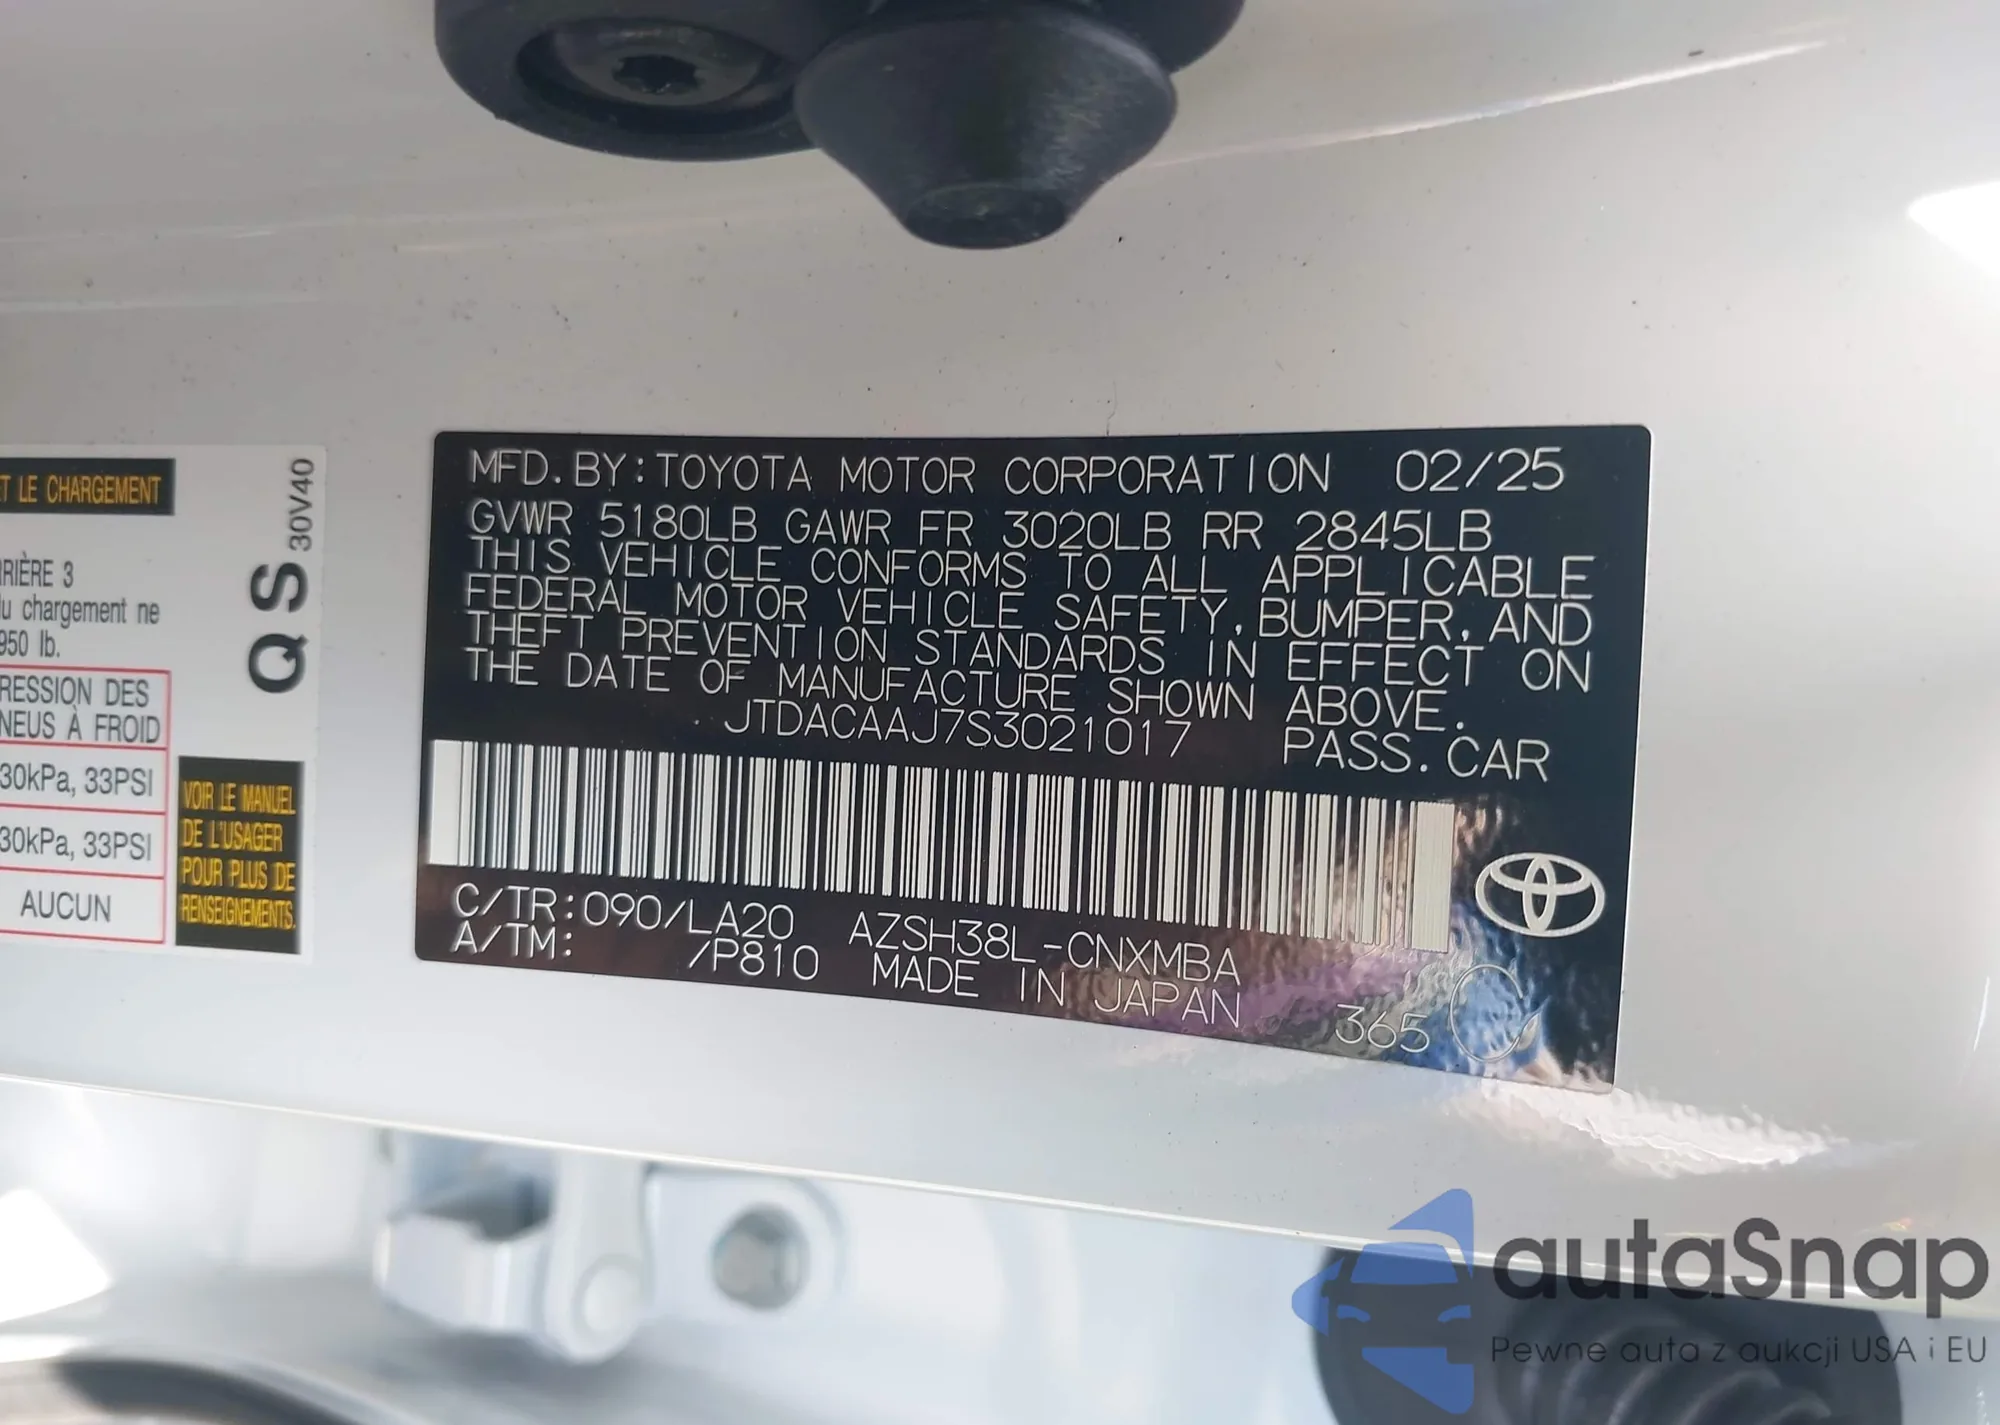 ET LE CHARGEMENT
QS 30V40
RIÈRE 3
du chargement ne
950 lb.
RESSION DES
NEUS À FROID
30kPa, 33PSI
30kPa, 33PSI
AUCUN
VOIR LE MANUEL
DE L'USAGER
POUR PLUS DE
RENSEIGNEMENTS.
MFD. BY: TOYOTA MOTOR CORPORATION 02/25
GVWR 5180LB GAWR FR 3020LB RR 2845LB
THIS VEHICLE CONFORMS TO ALL APPLICABLE
FEDERAL MOTOR VEHICLE SAFETY, BUMPER, AND
THEFT PREVENTION STANDARDS IN EFFECT ON
THE DATE OF MANUFACTURE SHOWN ABOVE.
JTDACAAJ7S3021017 PASS. CAR
C/TR: 090/LA20 AZSH38L-CNXMBA
A/TM: /P810 MADE IN JAPAN
365 C
autaSnap
Pewne auta z aukcji USA i EU